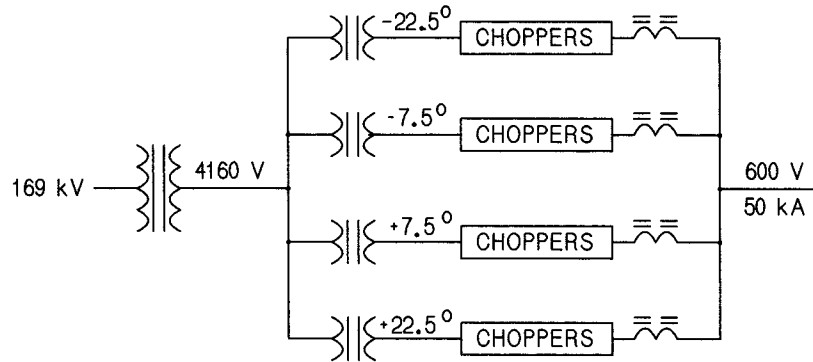 -22.5°
CHOPPERS
-7.5°
CHOPPERS
169 kV
4160 V
600 V
50 kA
+7.5°
CHOPPERS
+22.5°
CHOPPERS